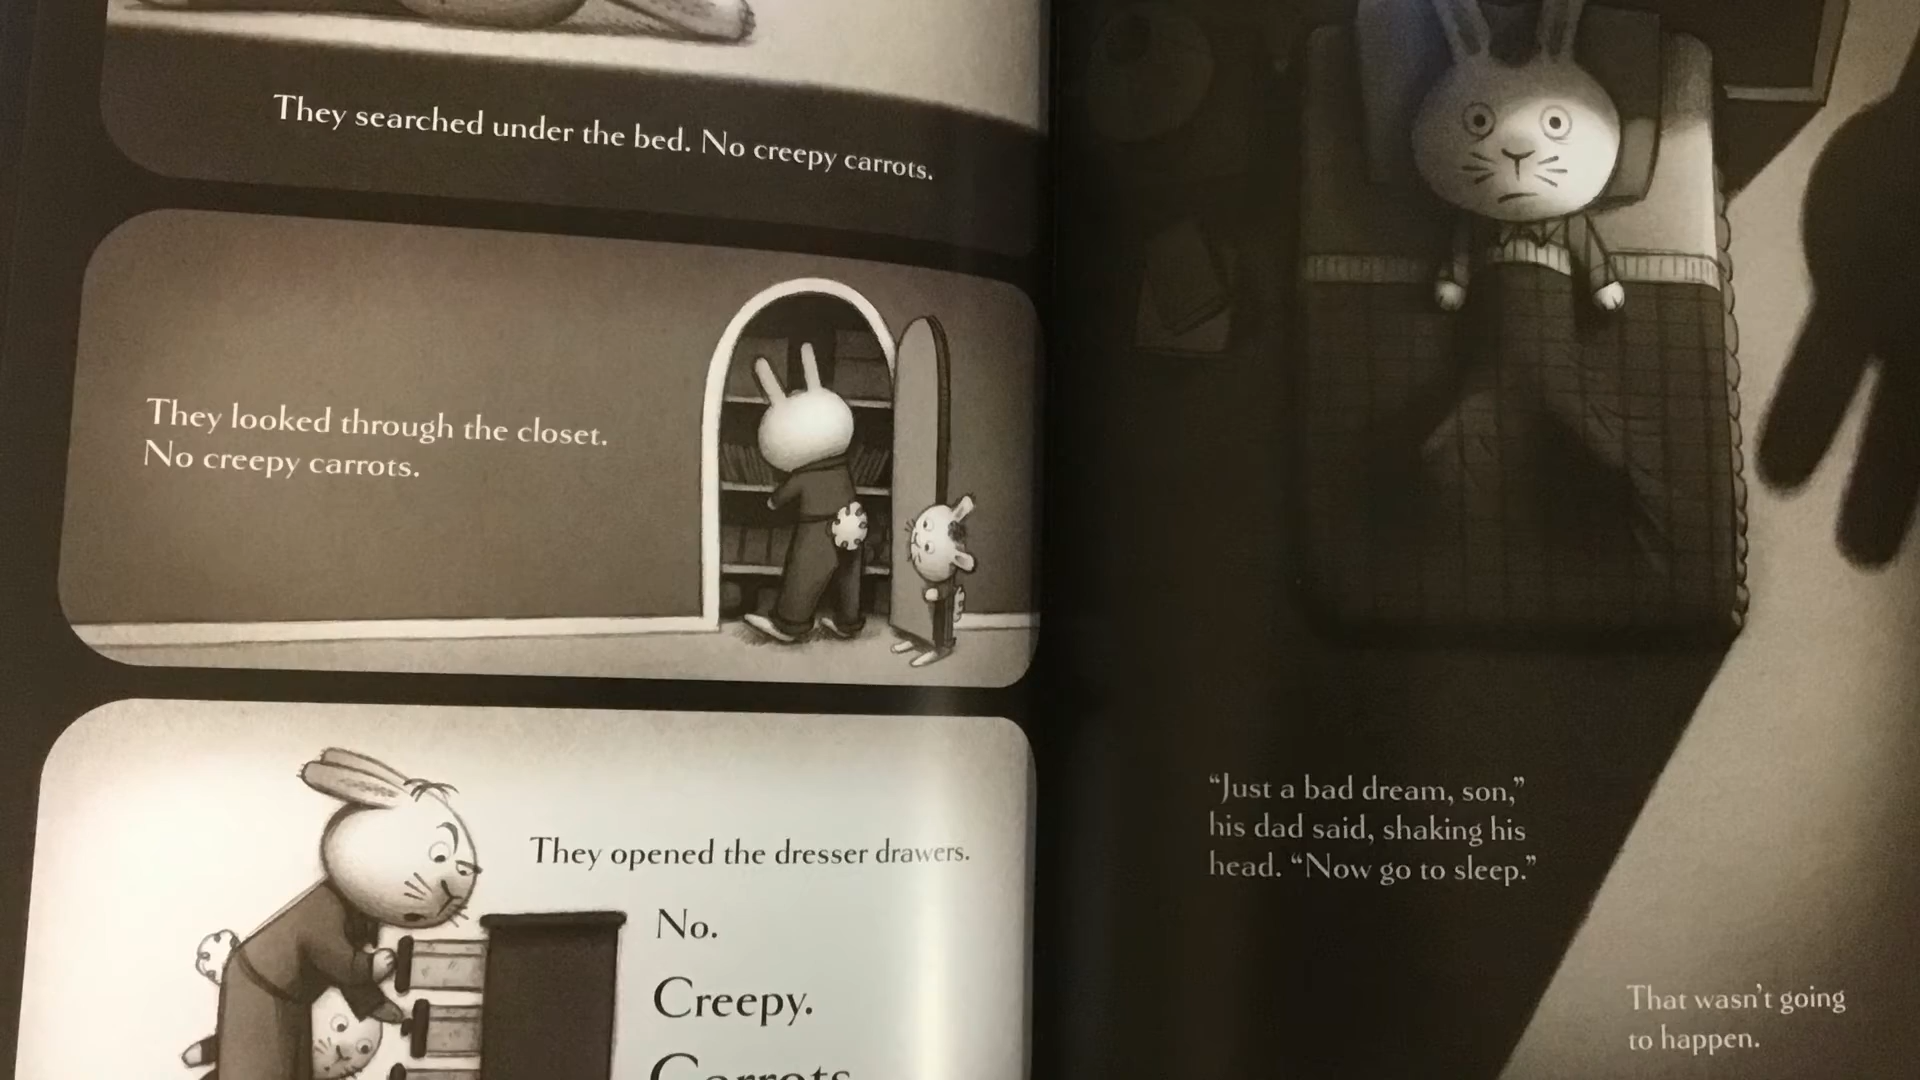 They searched under the bed. No creepy carrots.
They looked through the closet.
No creepy carrots.
They opened the dresser drawers.
No.
Creepy.
Carrots
“Just a bad dream, son,”
his dad said, shaking his
head. “Now go to sleep.”
That wasn’t going
to happen.